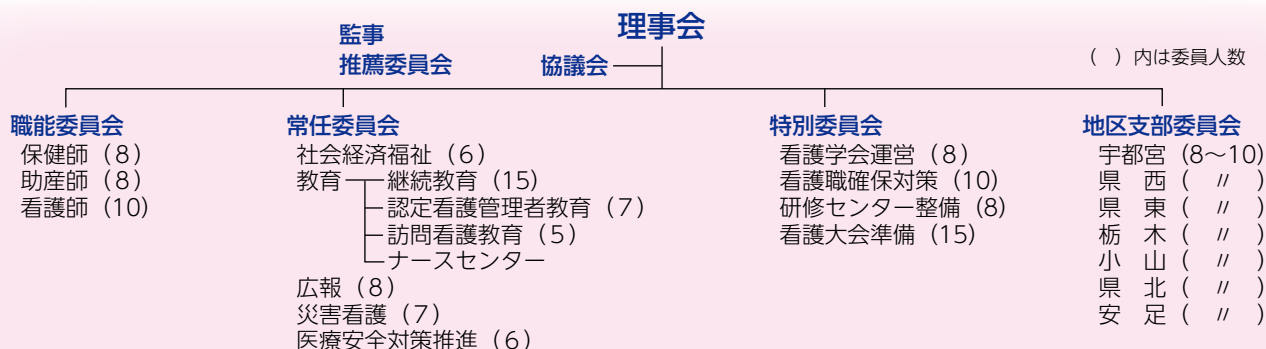 理事会
監事
推薦委員会
協議会
（　）内は委員人数
職能委員会
保健師（8）
助産師（8）
看護師（10）
常任委員会
社会経済福祉（6）
教育
継続教育（15）
認定看護管理者教育（7）
訪問看護教育（5）
ナースセンター
広報（8）
災害看護（7）
医療安全対策推進（6）
特別委員会
看護学会運営（8）
看護職確保対策（10）
研修センター整備（8）
看護大会準備（15）
地区支部委員会
宇都宮（8～10）
県　西（　〃　）
県　東（　〃　）
栃　木（　〃　）
小　山（　〃　）
県　北（　〃　）
安　足（　〃　）